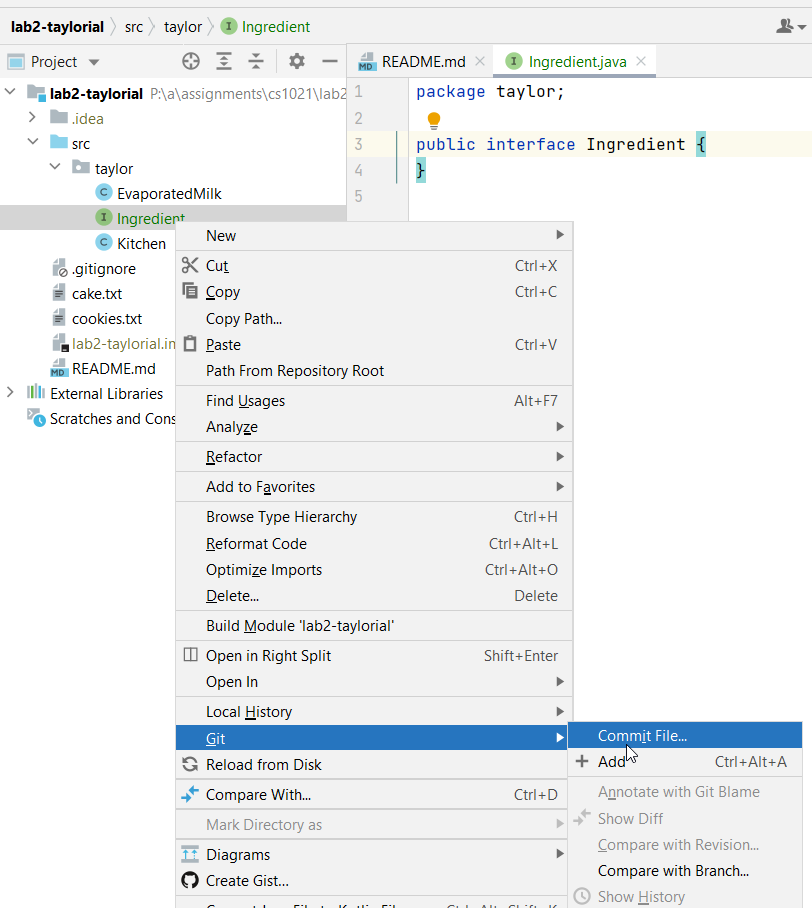 lab2-taylorial src taylor I Ingredient
Project
MD README.md I Ingredient.java
lab2-taylorial P:\a\assignments\cs1021\lab2
.idea
src
taylor
C EvaporatedMilk
I Ingredient
C Kitchen
.gitignore
cake.txt
cookies.txt
lab2-taylorial.im
MD README.md
External Libraries
Scratches and Cons
1 package taylor;
2
3 public interface Ingredient {
4 }
5
New
Cut Ctrl+X
Copy Ctrl+C
Copy Path...
Paste Ctrl+V
Path From Repository Root
Find Usages Alt+F7
Analyze
Refactor
Add to Favorites
Browse Type Hierarchy Ctrl+H
Reformat Code Ctrl+Alt+L
Optimize Imports Ctrl+Alt+O
Delete... Delete
Build Module 'lab2-taylorial'
Open in Right Split Shift+Enter
Open In
Local History
Git
Reload from Disk
Compare With... Ctrl+D
Mark Directory as
Diagrams
Create Gist...
Commit File...
Add Ctrl+Alt+A
Annotate with Git Blame
Show Diff
Compare with Revision...
Compare with Branch...
Show History